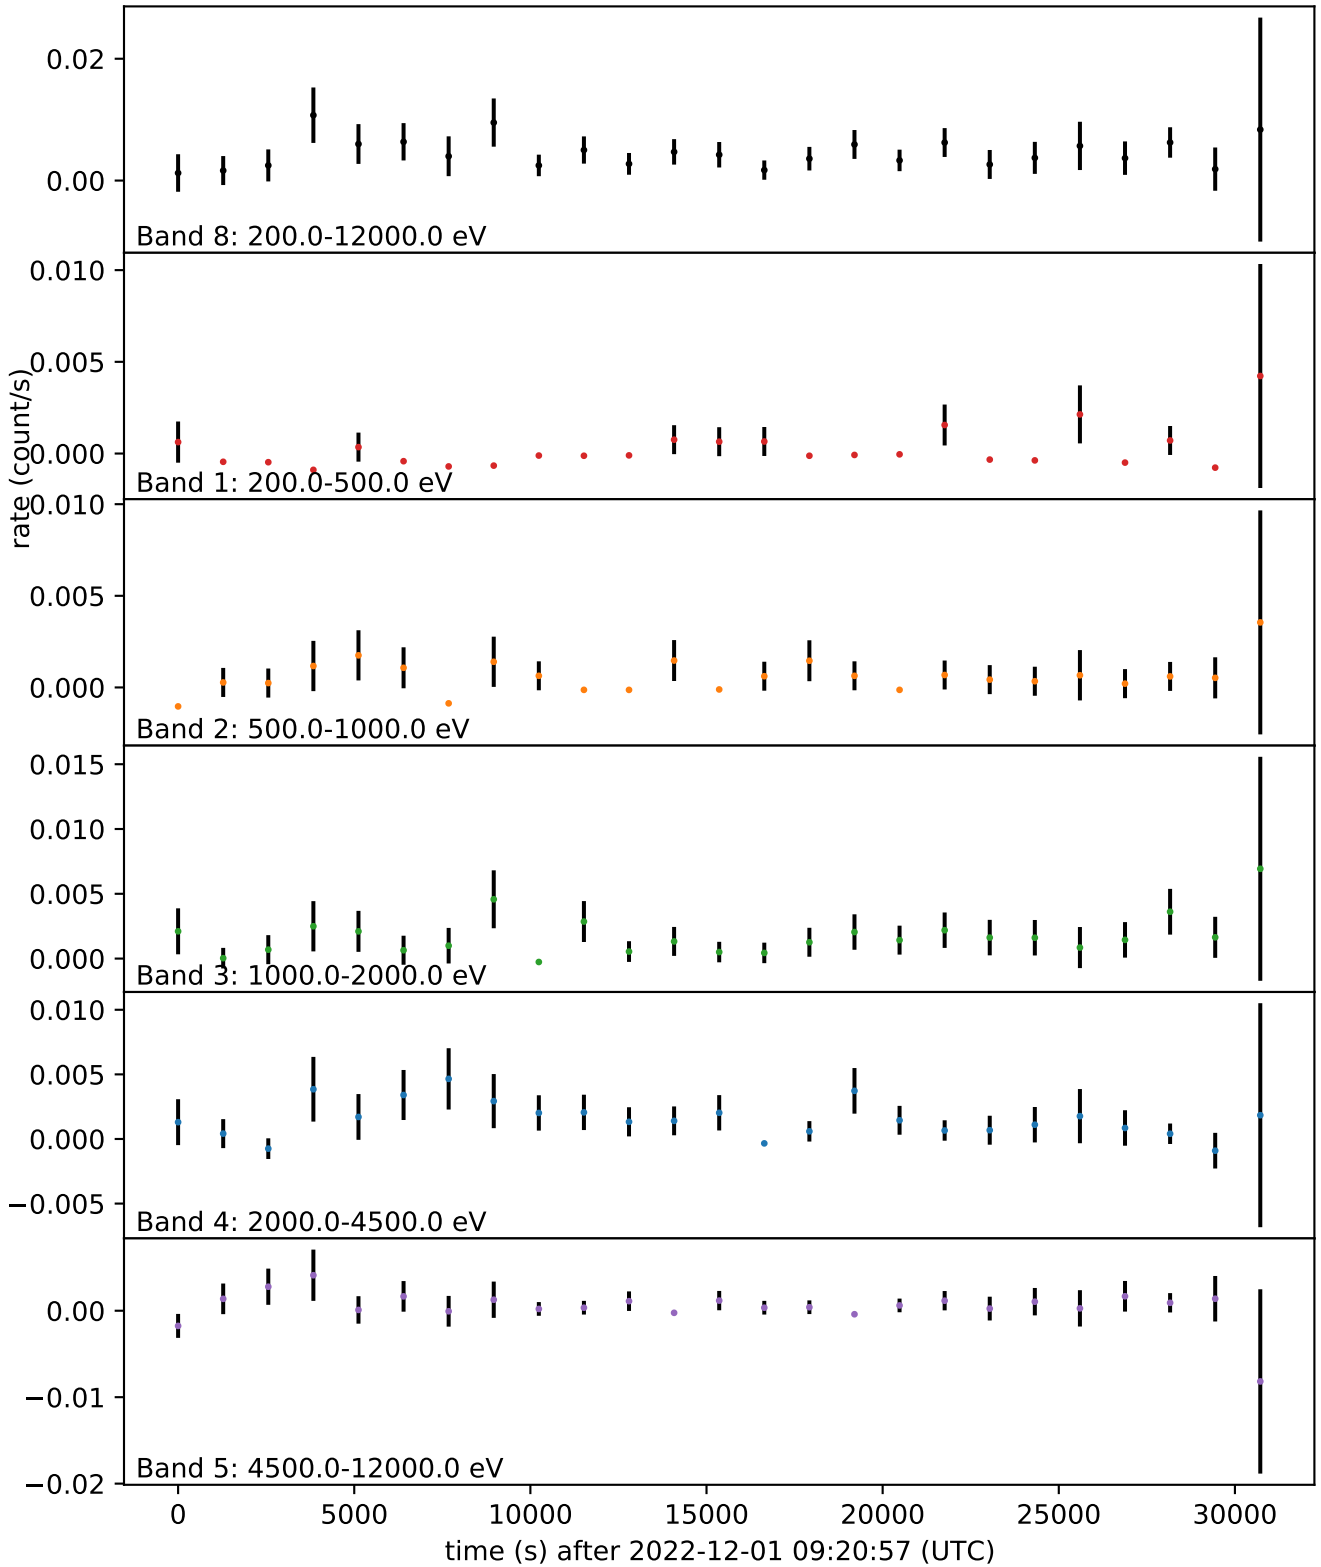 0.02
0.00
Band 8: 200.0-12000.0 eV
0.010
0.005
0.000
Band 1: 200.0-500.0 eV
rate (count/s)
0.010
0.005
0.000
Band 2: 500.0-1000.0 eV
0.015
0.010
0.005
0.000
Band 3: 1000.0-2000.0 eV
0.010
0.005
0.000
−0.005
Band 4: 2000.0-4500.0 eV
0.00
−0.01
−0.02
Band 5: 4500.0-12000.0 eV
0 5000 10000 15000 20000 25000 30000
time (s) after 2022-12-01 09:20:57 (UTC)